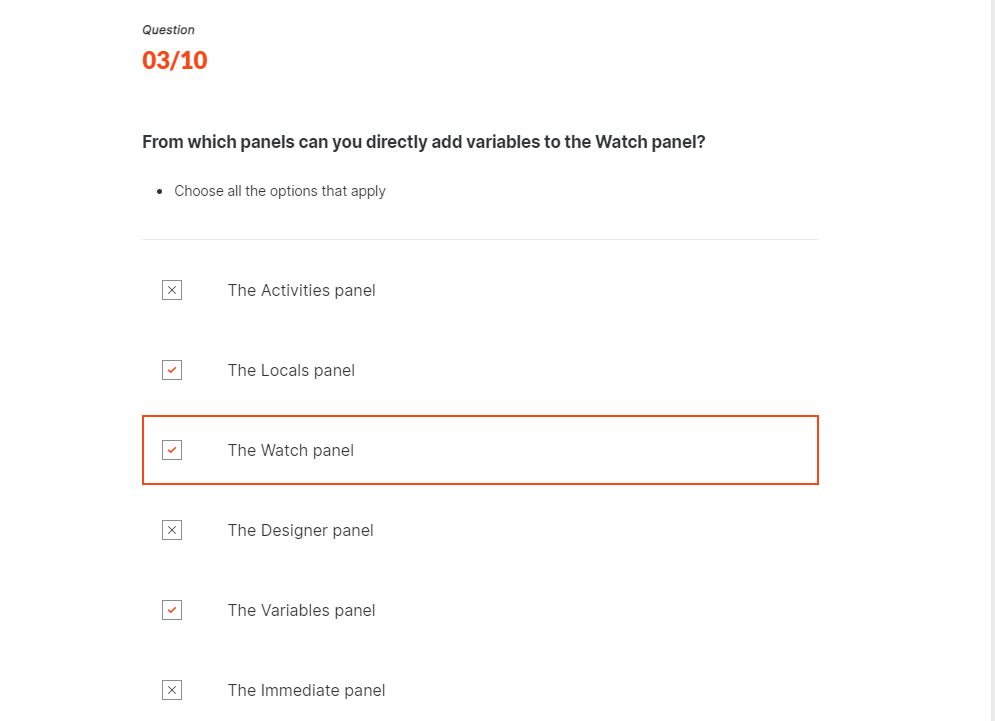 Question
03/10
From which panels can you directly add variables to the Watch panel?
Choose all the options that apply
The Activities panel
The Locals panel
The Watch panel
The Designer panel
The Variables panel
The Immediate panel